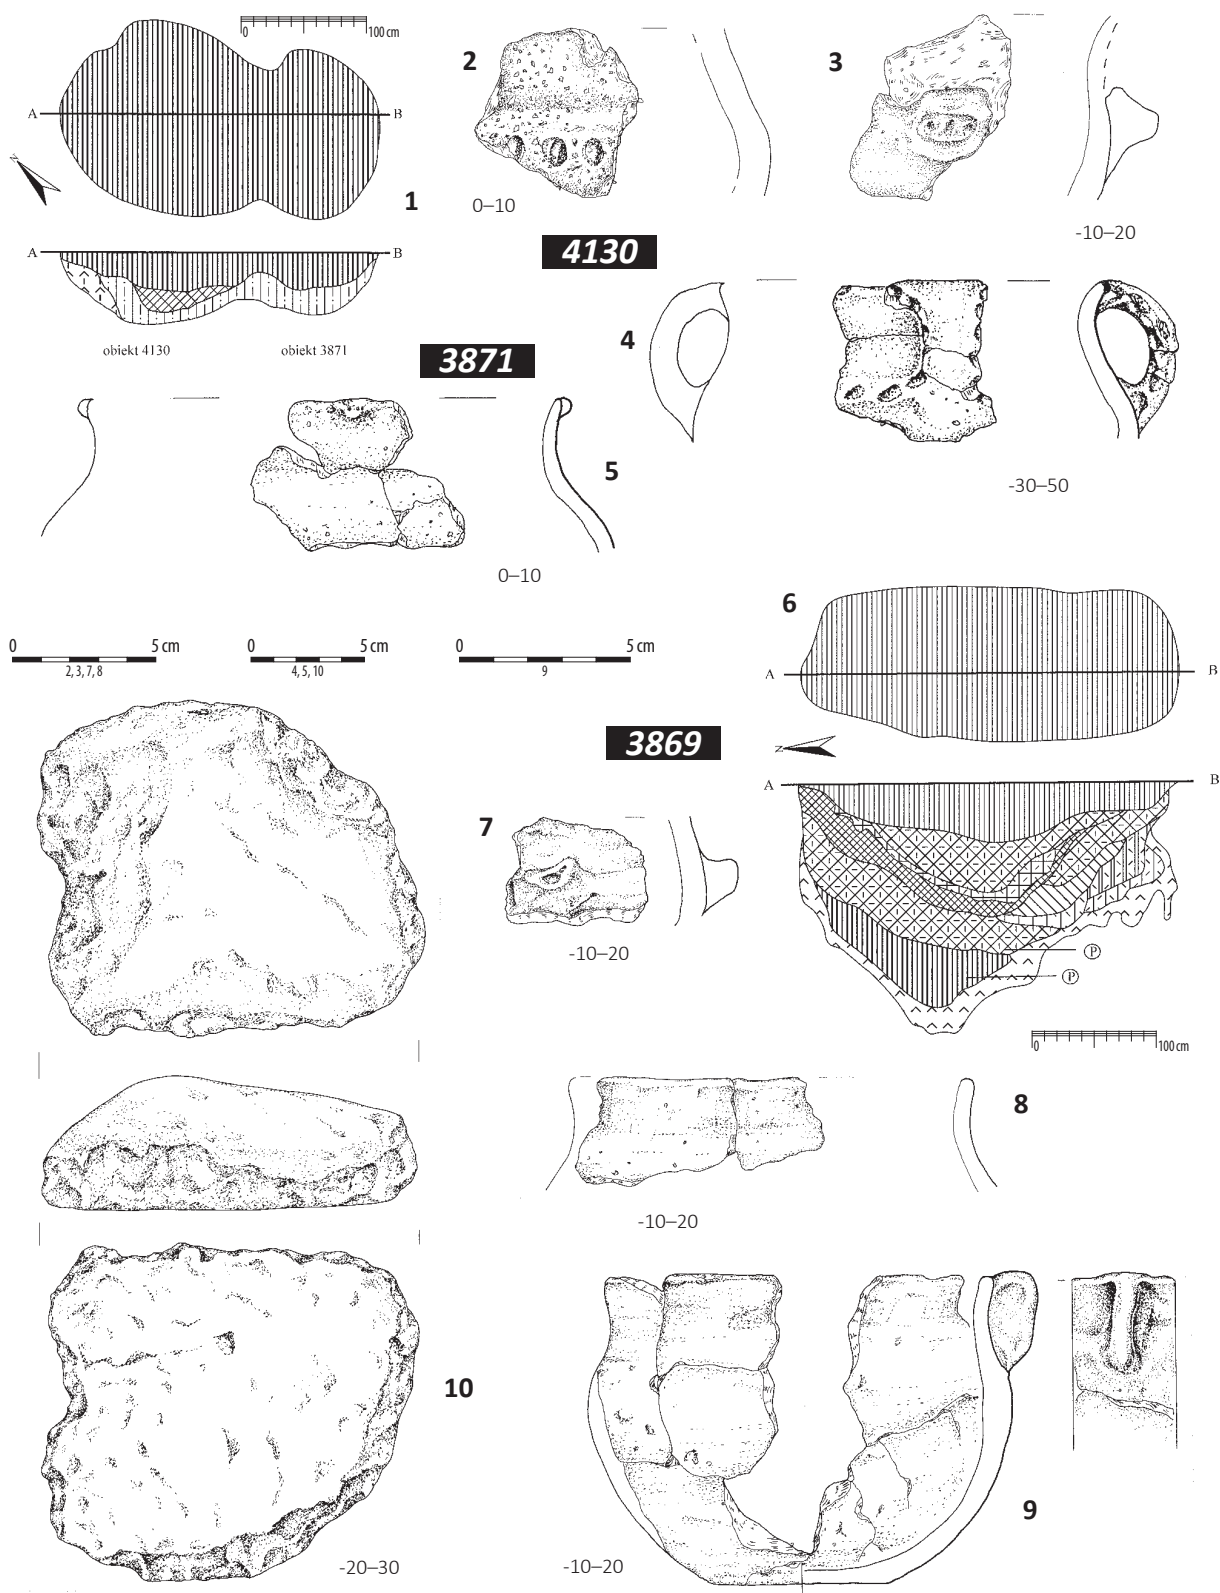 0 100 cm
2
3
A B
N
1
0–10
-10–20
4130
A B
obiekt 4130 obiekt 3871
4
3871
5
-30–50
0–10
6
0 5 cm 0 5 cm 0 5 cm
2, 3, 7, 8 4, 5, 10 9
A B
3869
N
A B
7
-10–20
P
P
0 100 cm
8
-10–20
10
9
-20–30
-10–20